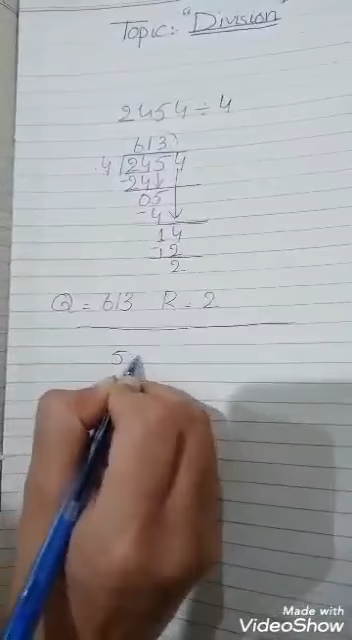 Topic: "Division"
2454 ÷ 4
613
4 2454
-24
05
-4
14
-12
2
Q = 613 R = 2
5
Made with
VideoShow